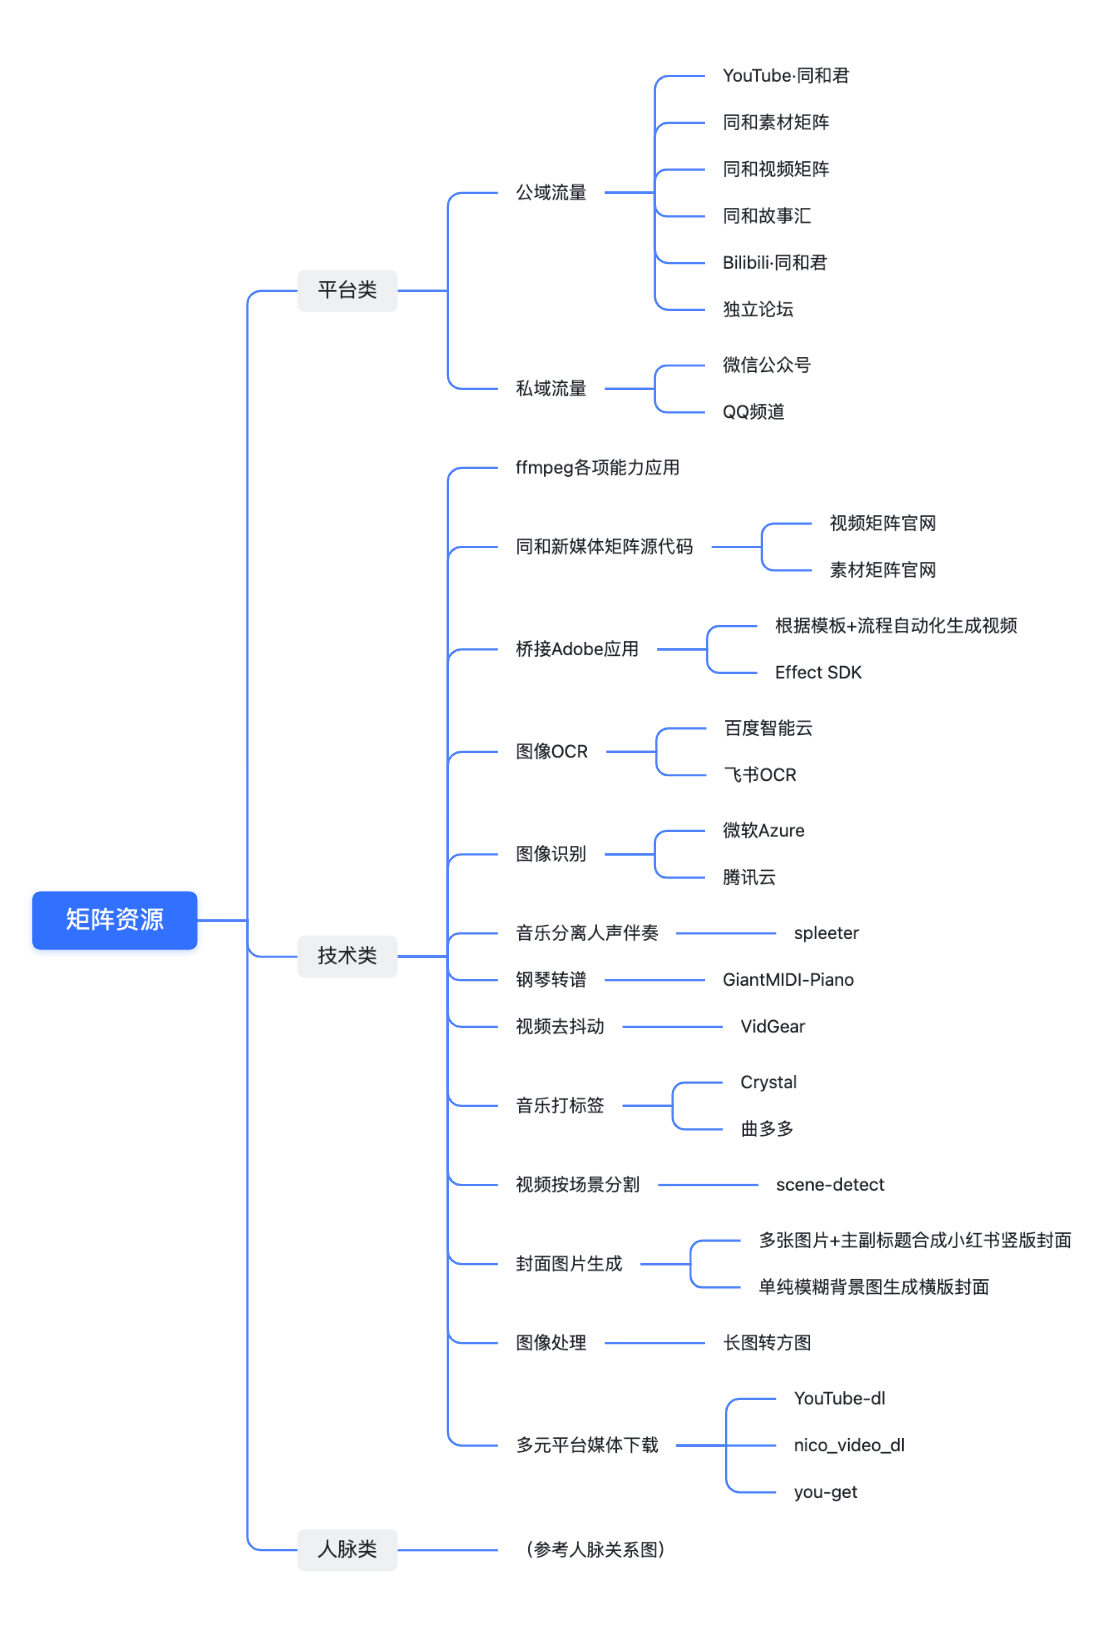 矩阵资源
平台类
公域流量
YouTube·同和君
同和素材矩阵
同和视频矩阵
同和故事汇
Bilibili·同和君
独立论坛
私域流量
微信公众号
QQ频道
技术类
ffmpeg各项能力应用
同和新媒体矩阵源代码
视频矩阵官网
素材矩阵官网
桥接Adobe应用
根据模板+流程自动化生成视频
Effect SDK
图像OCR
百度智能云
飞书OCR
图像识别
微软Azure
腾讯云
音乐分离人声伴奏
spleeter
钢琴转谱
GiantMIDI-Piano
视频去抖动
VidGear
音乐打标签
Crystal
曲多多
视频按场景分割
scene-detect
封面图片生成
多张图片+主副标题合成小红书竖版封面
单纯模糊背景图生成横版封面
图像处理
长图转方图
多元平台媒体下载
YouTube-dl
nico_video_dl
you-get
人脉类
（参考人脉关系图）